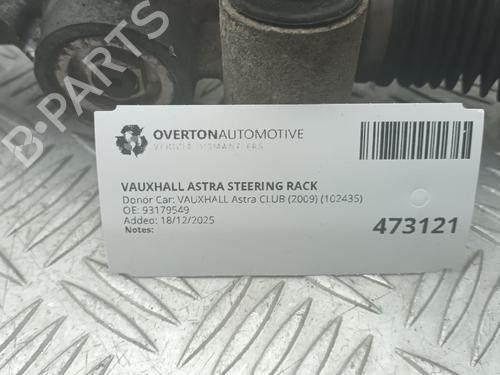 B-PARTS
OVERTONAUTOMOTIVE
VEHICLE DISMANTLERS
VAUXHALL ASTRA STEERING RACK
Donor Car: VAUXHALL Astra CLUB (2009) (102435)
OE: 93179549
Added: 18/12/2025
Notes:
473121